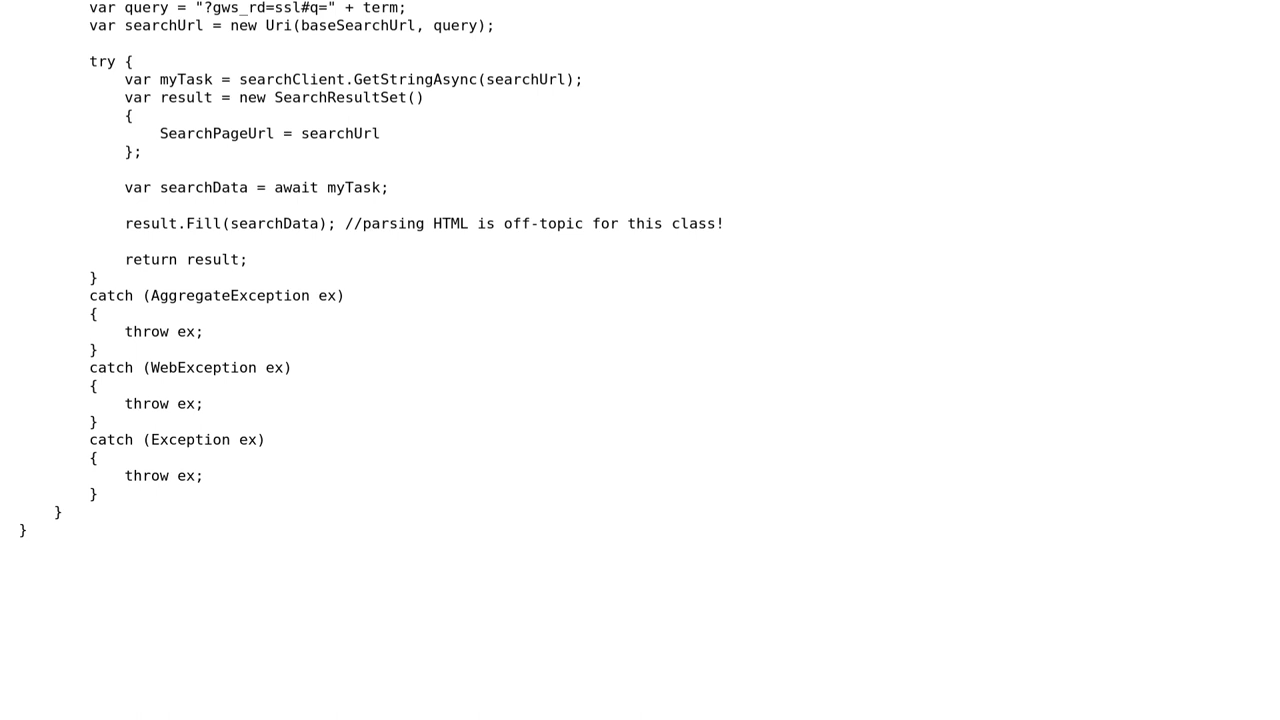 var query = "?gws_rd=ssl#q=" + term;
var searchUrl = new Uri(baseSearchUrl, query);
try {
var myTask = searchClient.GetStringAsync(searchUrl);
var result = new SearchResultSet()
{
SearchPageUrl = searchUrl
};
var searchData = await myTask;
result.Fill(searchData); //parsing HTML is off-topic for this class!
return result;
}
catch (AggregateException ex)
{
throw ex;
}
catch (WebException ex)
{
throw ex;
}
catch (Exception ex)
{
throw ex;
}
}
}